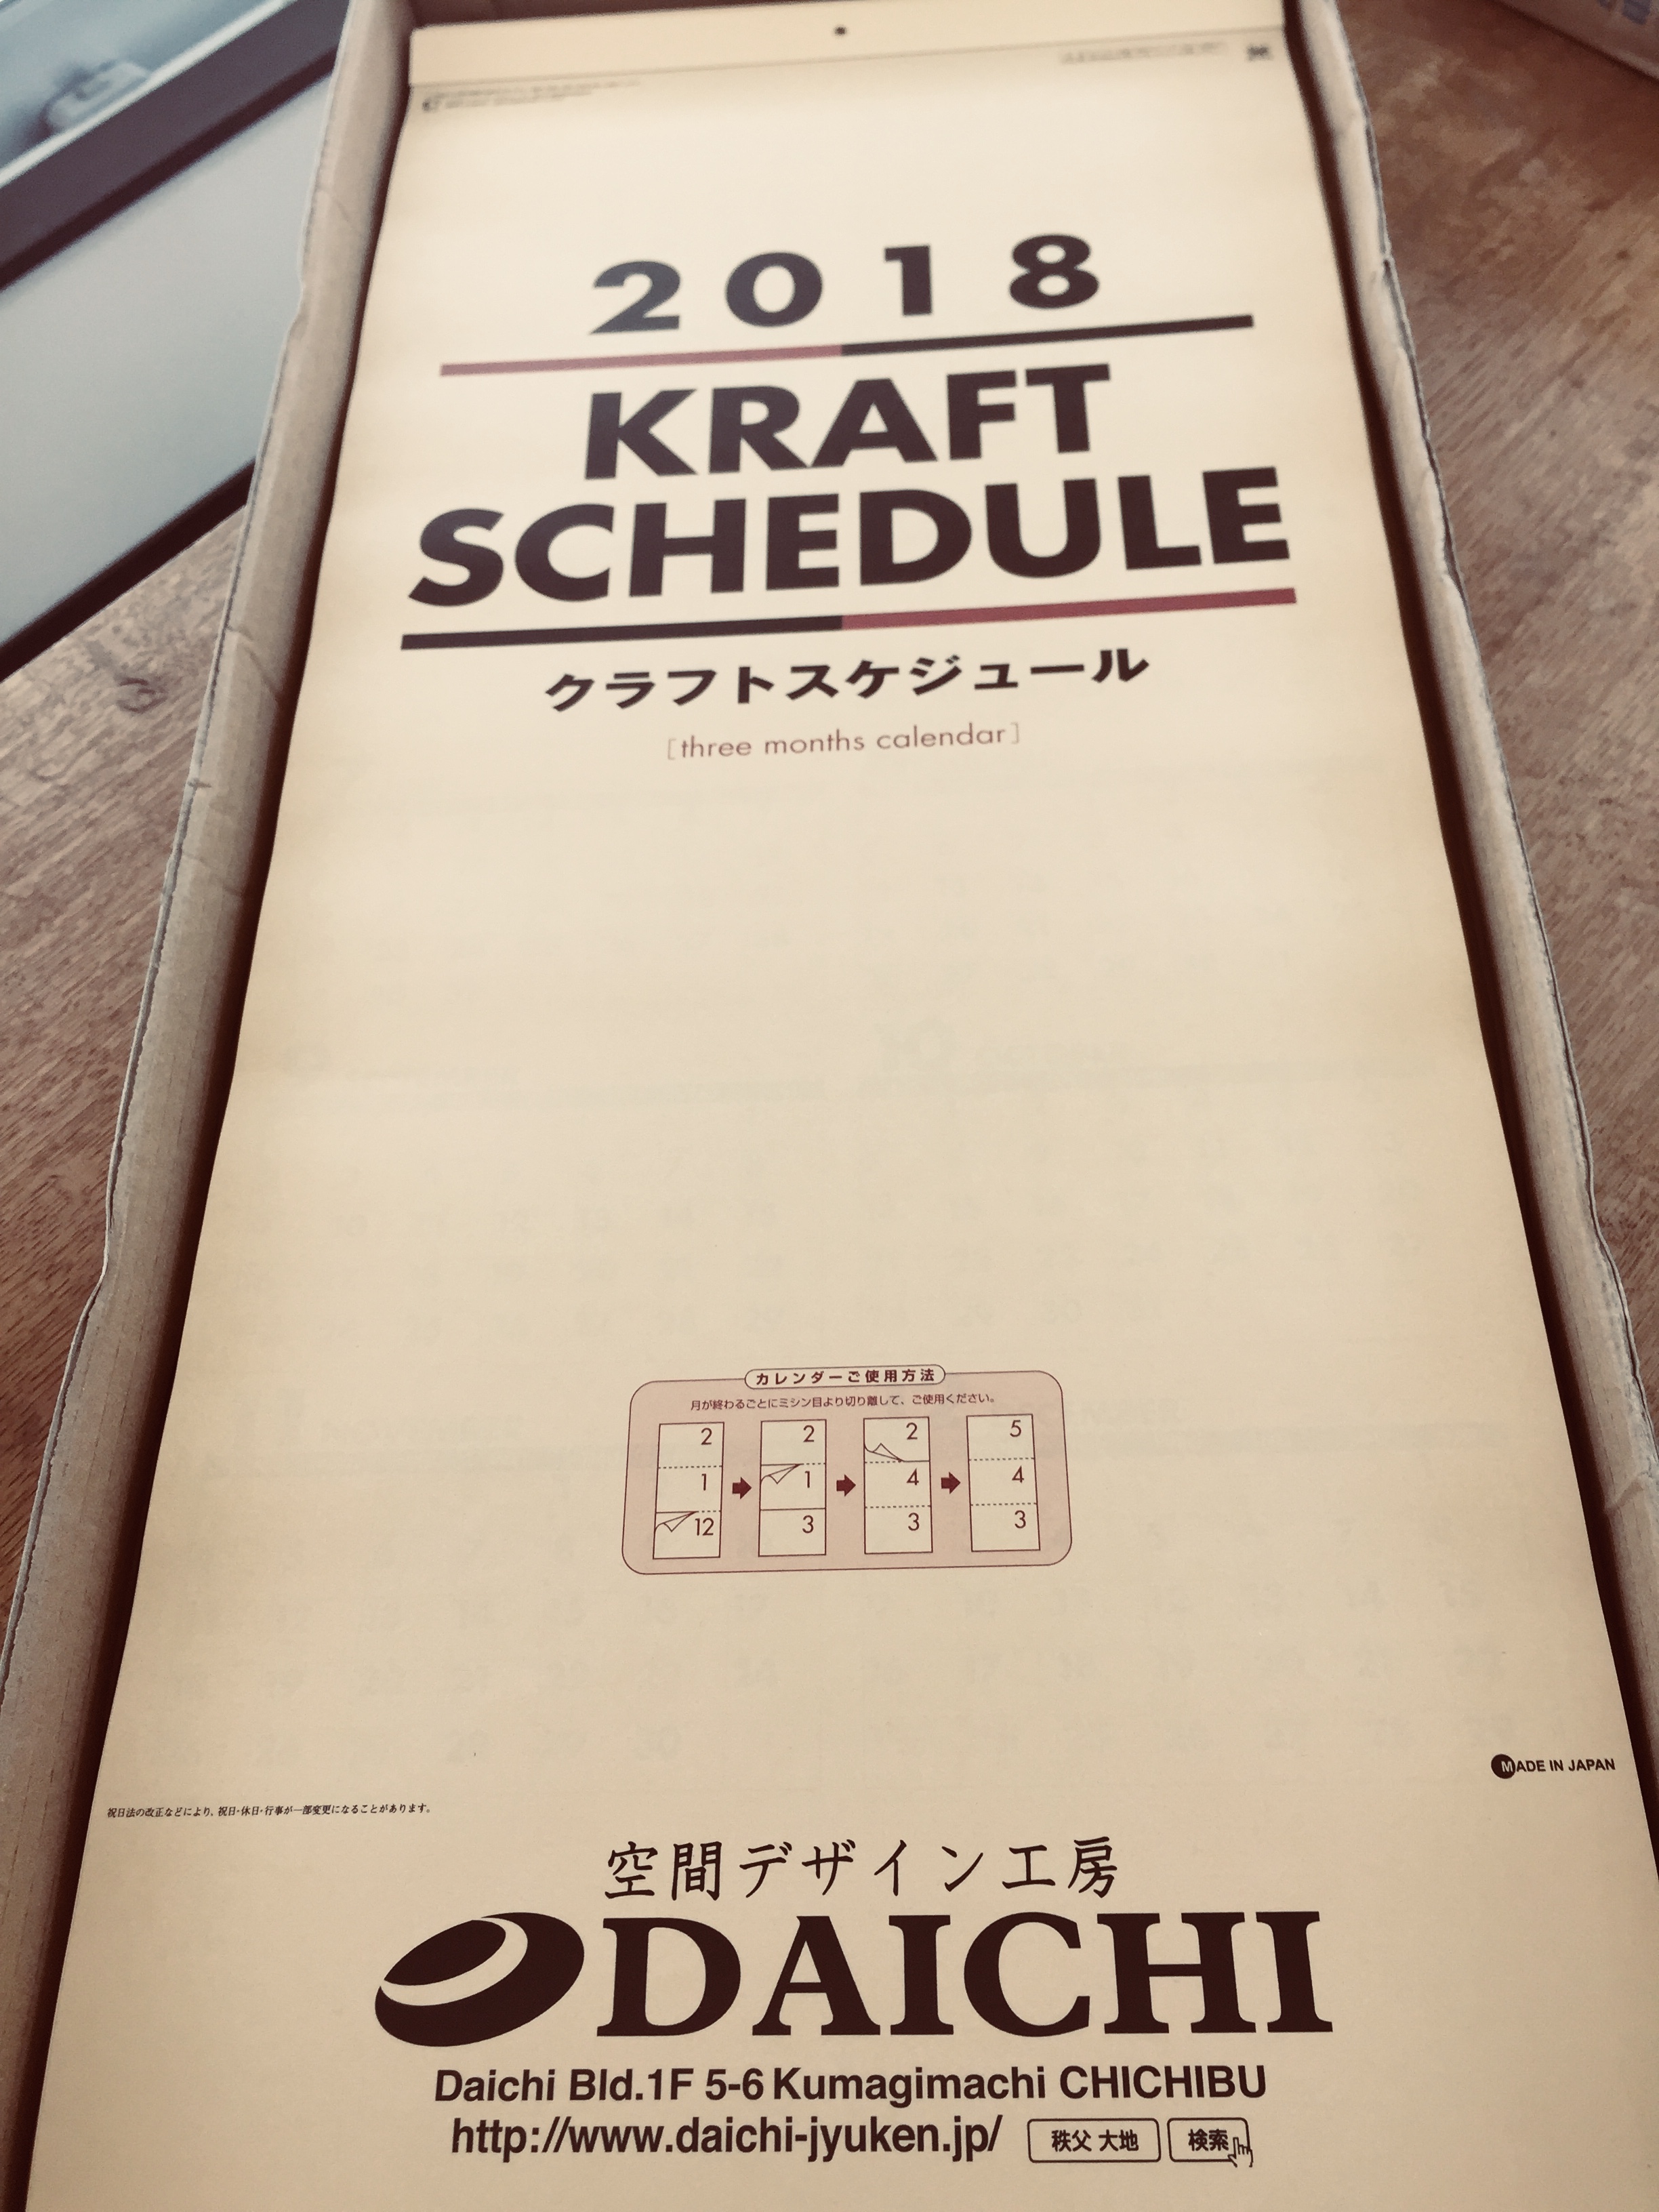 2018
KRAFT
SCHEDULE
クラフトスケジュール
[three months calendar]
カレンダーご使用方法
月が終わるごとにミシン目より切り離して、ご使用ください。
2 2 2 5
1 1 4 4
12 3 3 3
MADE IN JAPAN
祝日法の改正などにより、祝日・休日・行事が一部変更になることがあります。
空間デザイン工房
DAICHI
Daichi Bld.1F 5-6 Kumagimachi CHICHIBU
http://www.daichi-jyuken.jp/ 秩父 大地 検索